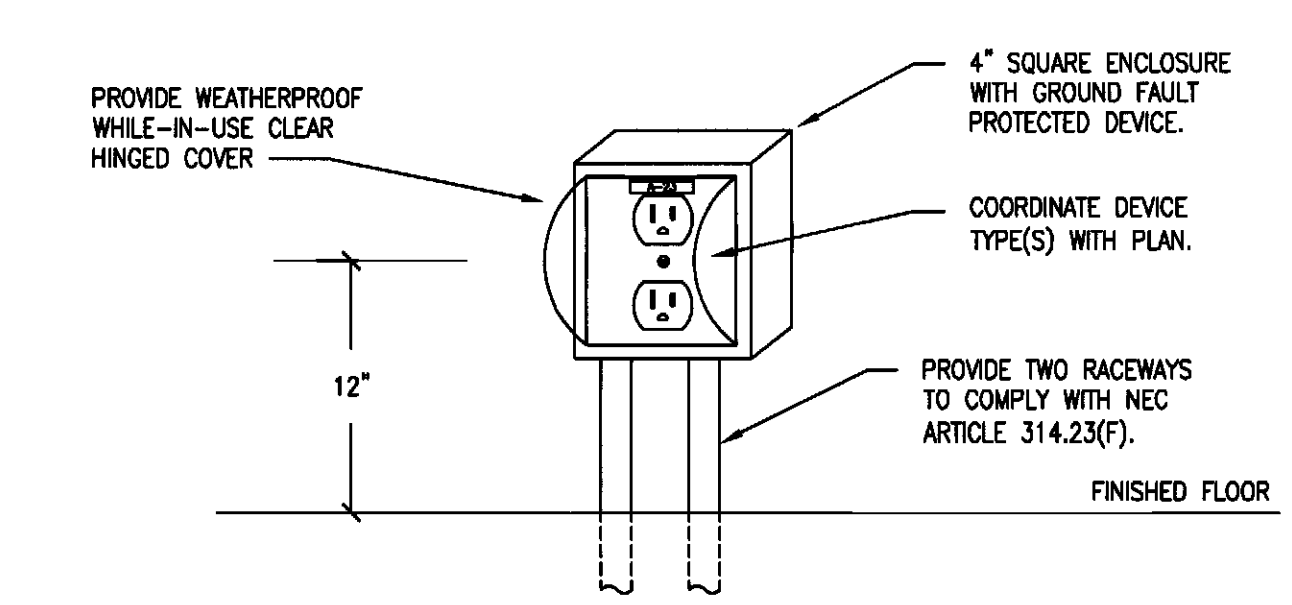 PROVIDE WEATHERPROOF
WHILE-IN-USE CLEAR
HINGED COVER
4" SQUARE ENCLOSURE
WITH GROUND FAULT
PROTECTED DEVICE.
A-23
COORDINATE DEVICE
TYPE(S) WITH PLAN.
12"
PROVIDE TWO RACEWAYS
TO COMPLY WITH NEC
ARTICLE 314.23(F).
FINISHED FLOOR